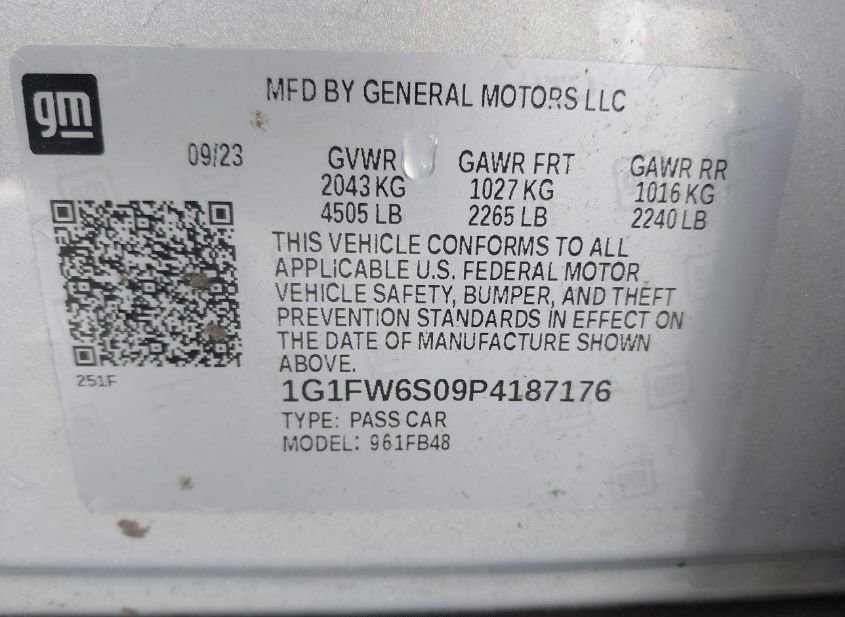 gm
MFD BY GENERAL MOTORS LLC
09/23 GVWR GAWR FRT GAWR RR
2043 KG 1027 KG 1016 KG
4505 LB 2265 LB 2240 LB
THIS VEHICLE CONFORMS TO ALL
APPLICABLE U.S. FEDERAL MOTOR
VEHICLE SAFETY, BUMPER, AND THEFT
PREVENTION STANDARDS IN EFFECT ON
THE DATE OF MANUFACTURE SHOWN
ABOVE.
251F
1G1FW6S09P4187176
TYPE: PASS CAR
MODEL: 961FB48